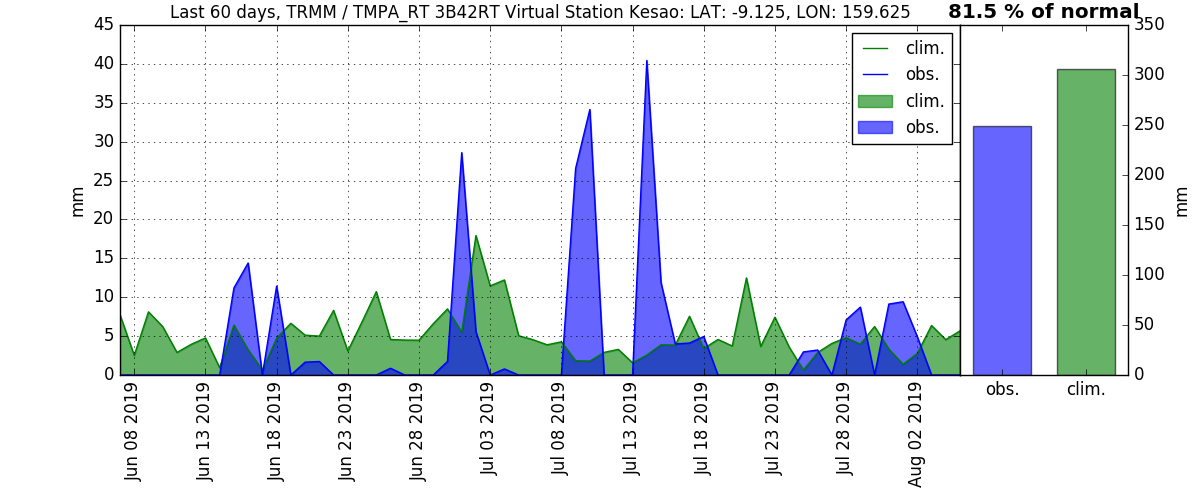 Last 60 days, TRMM / TMPA_RT 3B42RT Virtual Station Kesao: LAT: -9.125, LON: 159.625
81.5 % of normal
45
40
35
30
25
20
15
10
5
0
mm
clim.
obs.
clim.
obs.
Jun 08 2019
Jun 13 2019
Jun 18 2019
Jun 23 2019
Jun 28 2019
Jul 03 2019
Jul 08 2019
Jul 13 2019
Jul 18 2019
Jul 23 2019
Jul 28 2019
Aug 02 2019
350
300
250
200
150
100
50
0
mm
obs.
clim.